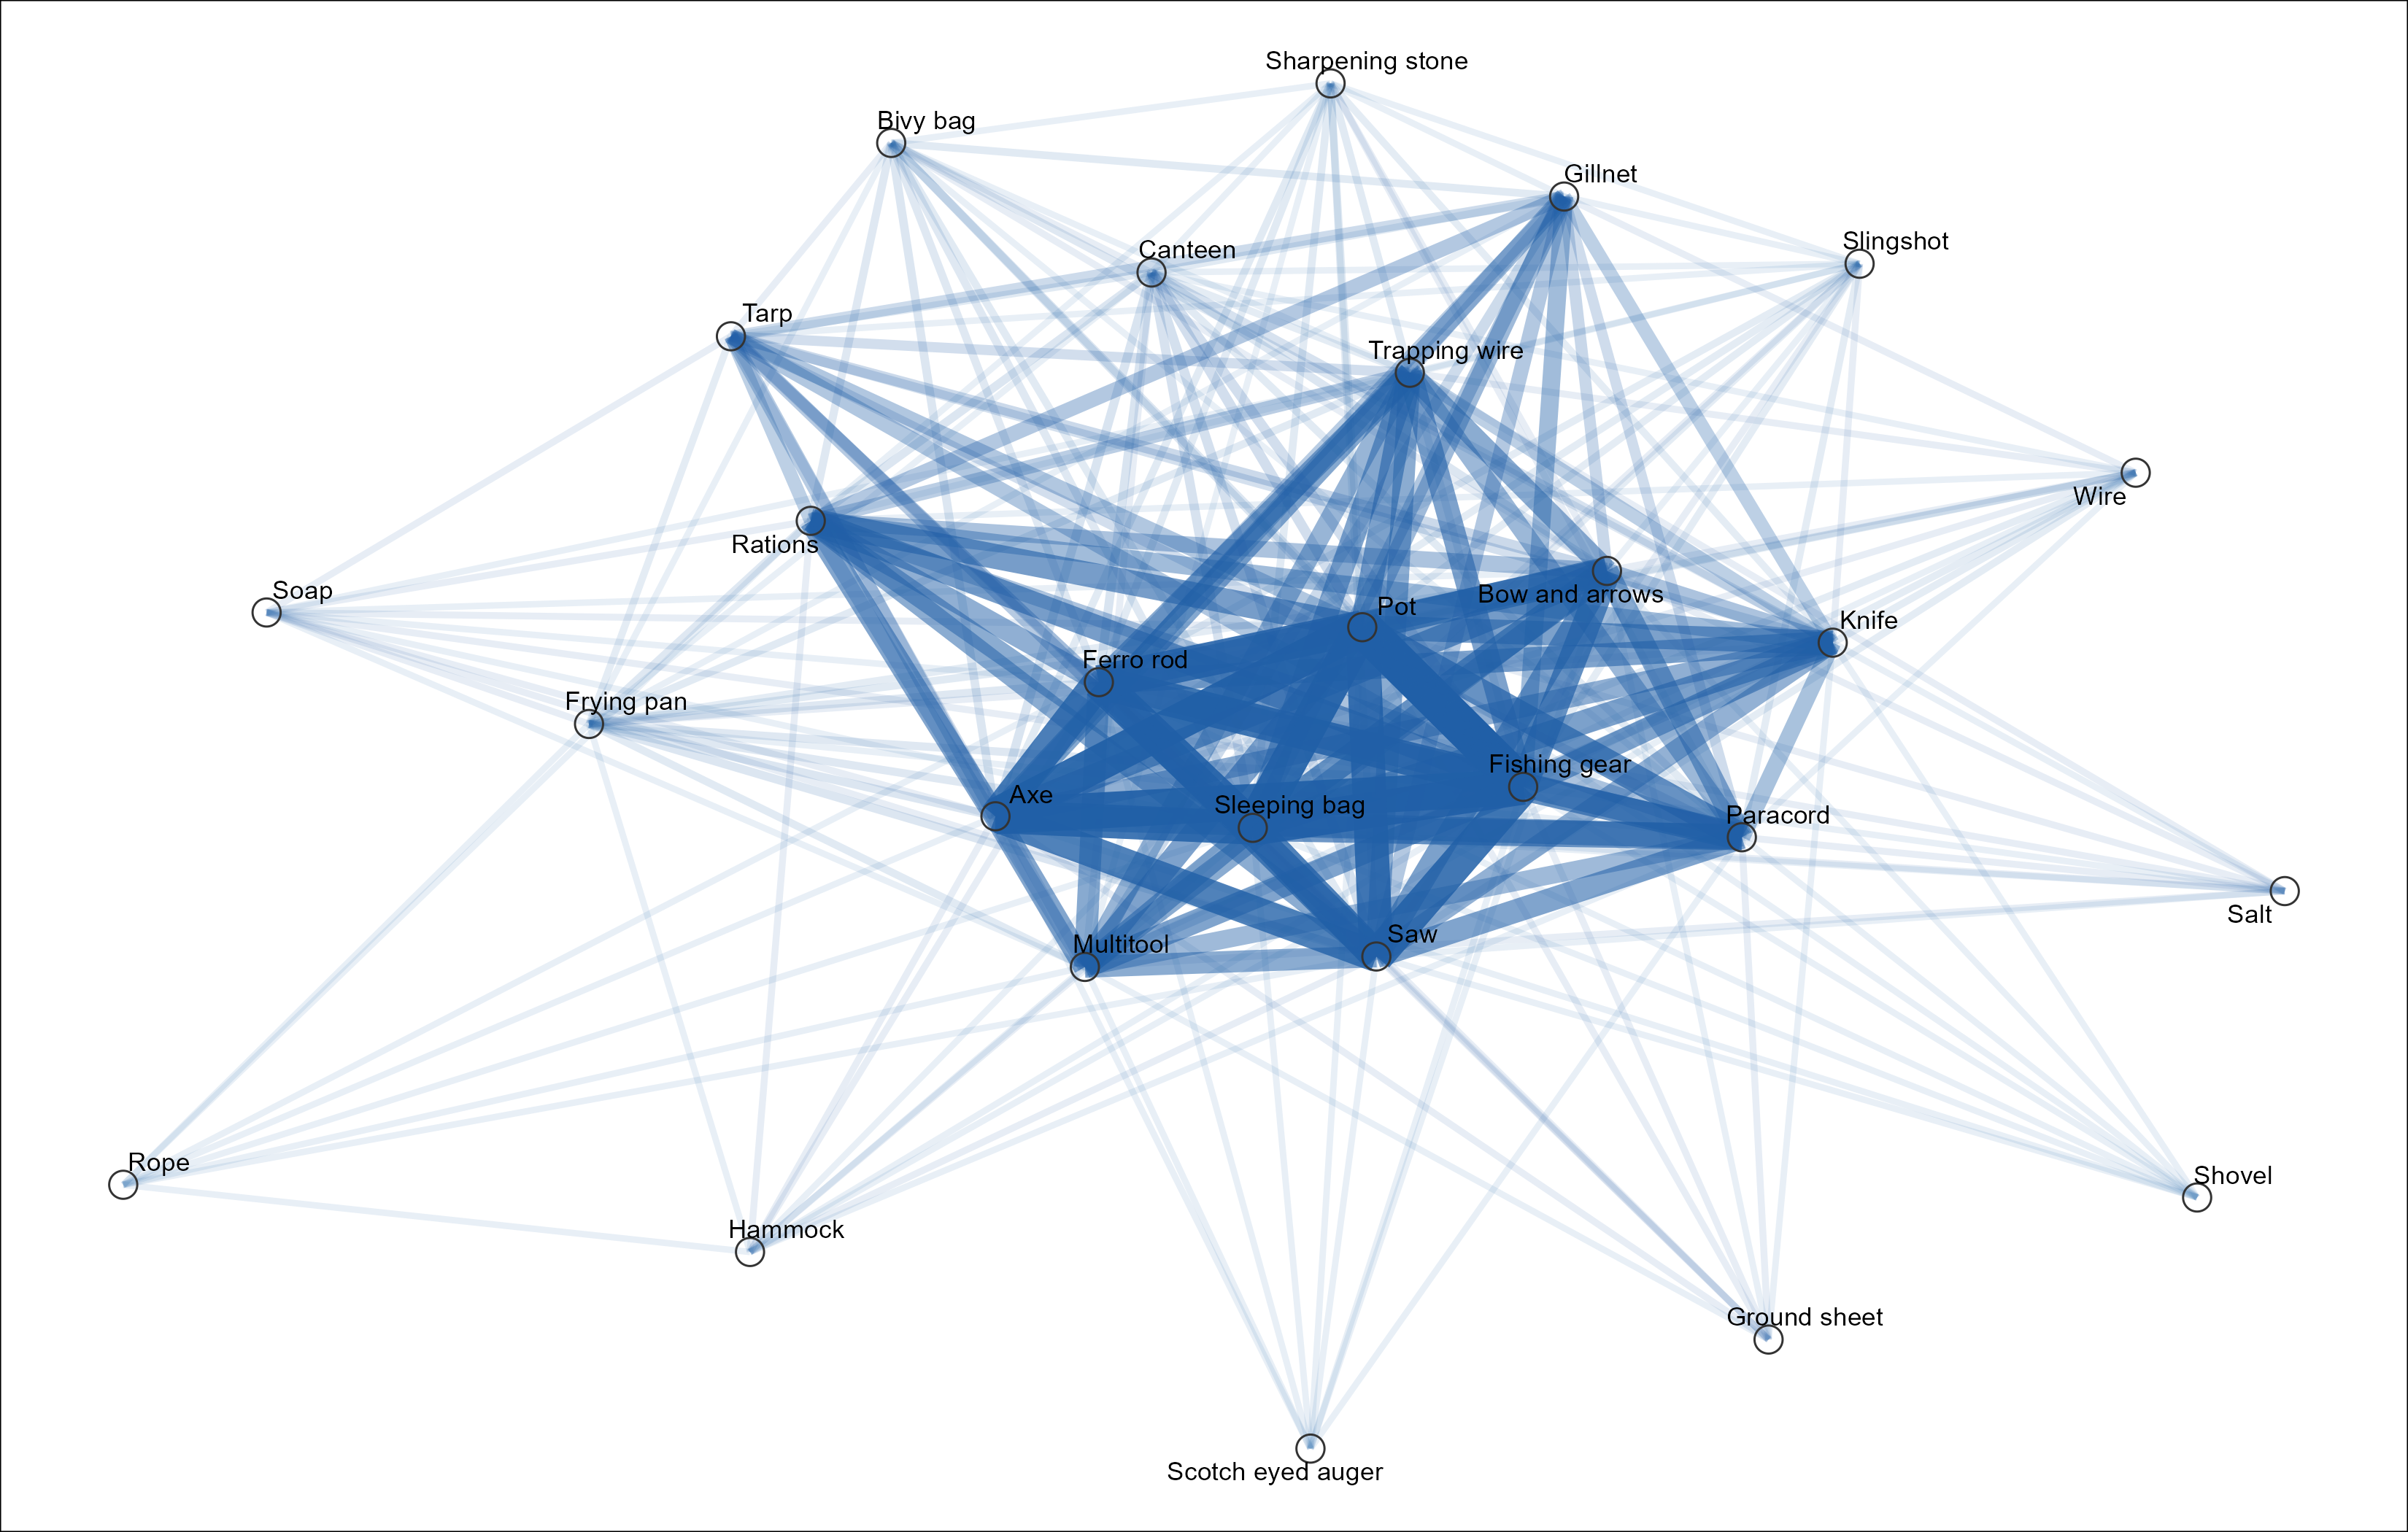 Sharpening stone
Bivy bag
Gillnet
Slingshot
Canteen
Tarp
Trapping wire
Wire
Rations
Soap
Bow and arrows
Pot
Knife
Ferro rod
Frying pan
Fishing gear
Axe
Sleeping bag
Paracord
Salt
Saw
Multitool
Rope
Shovel
Hammock
Ground sheet
Scotch eyed auger